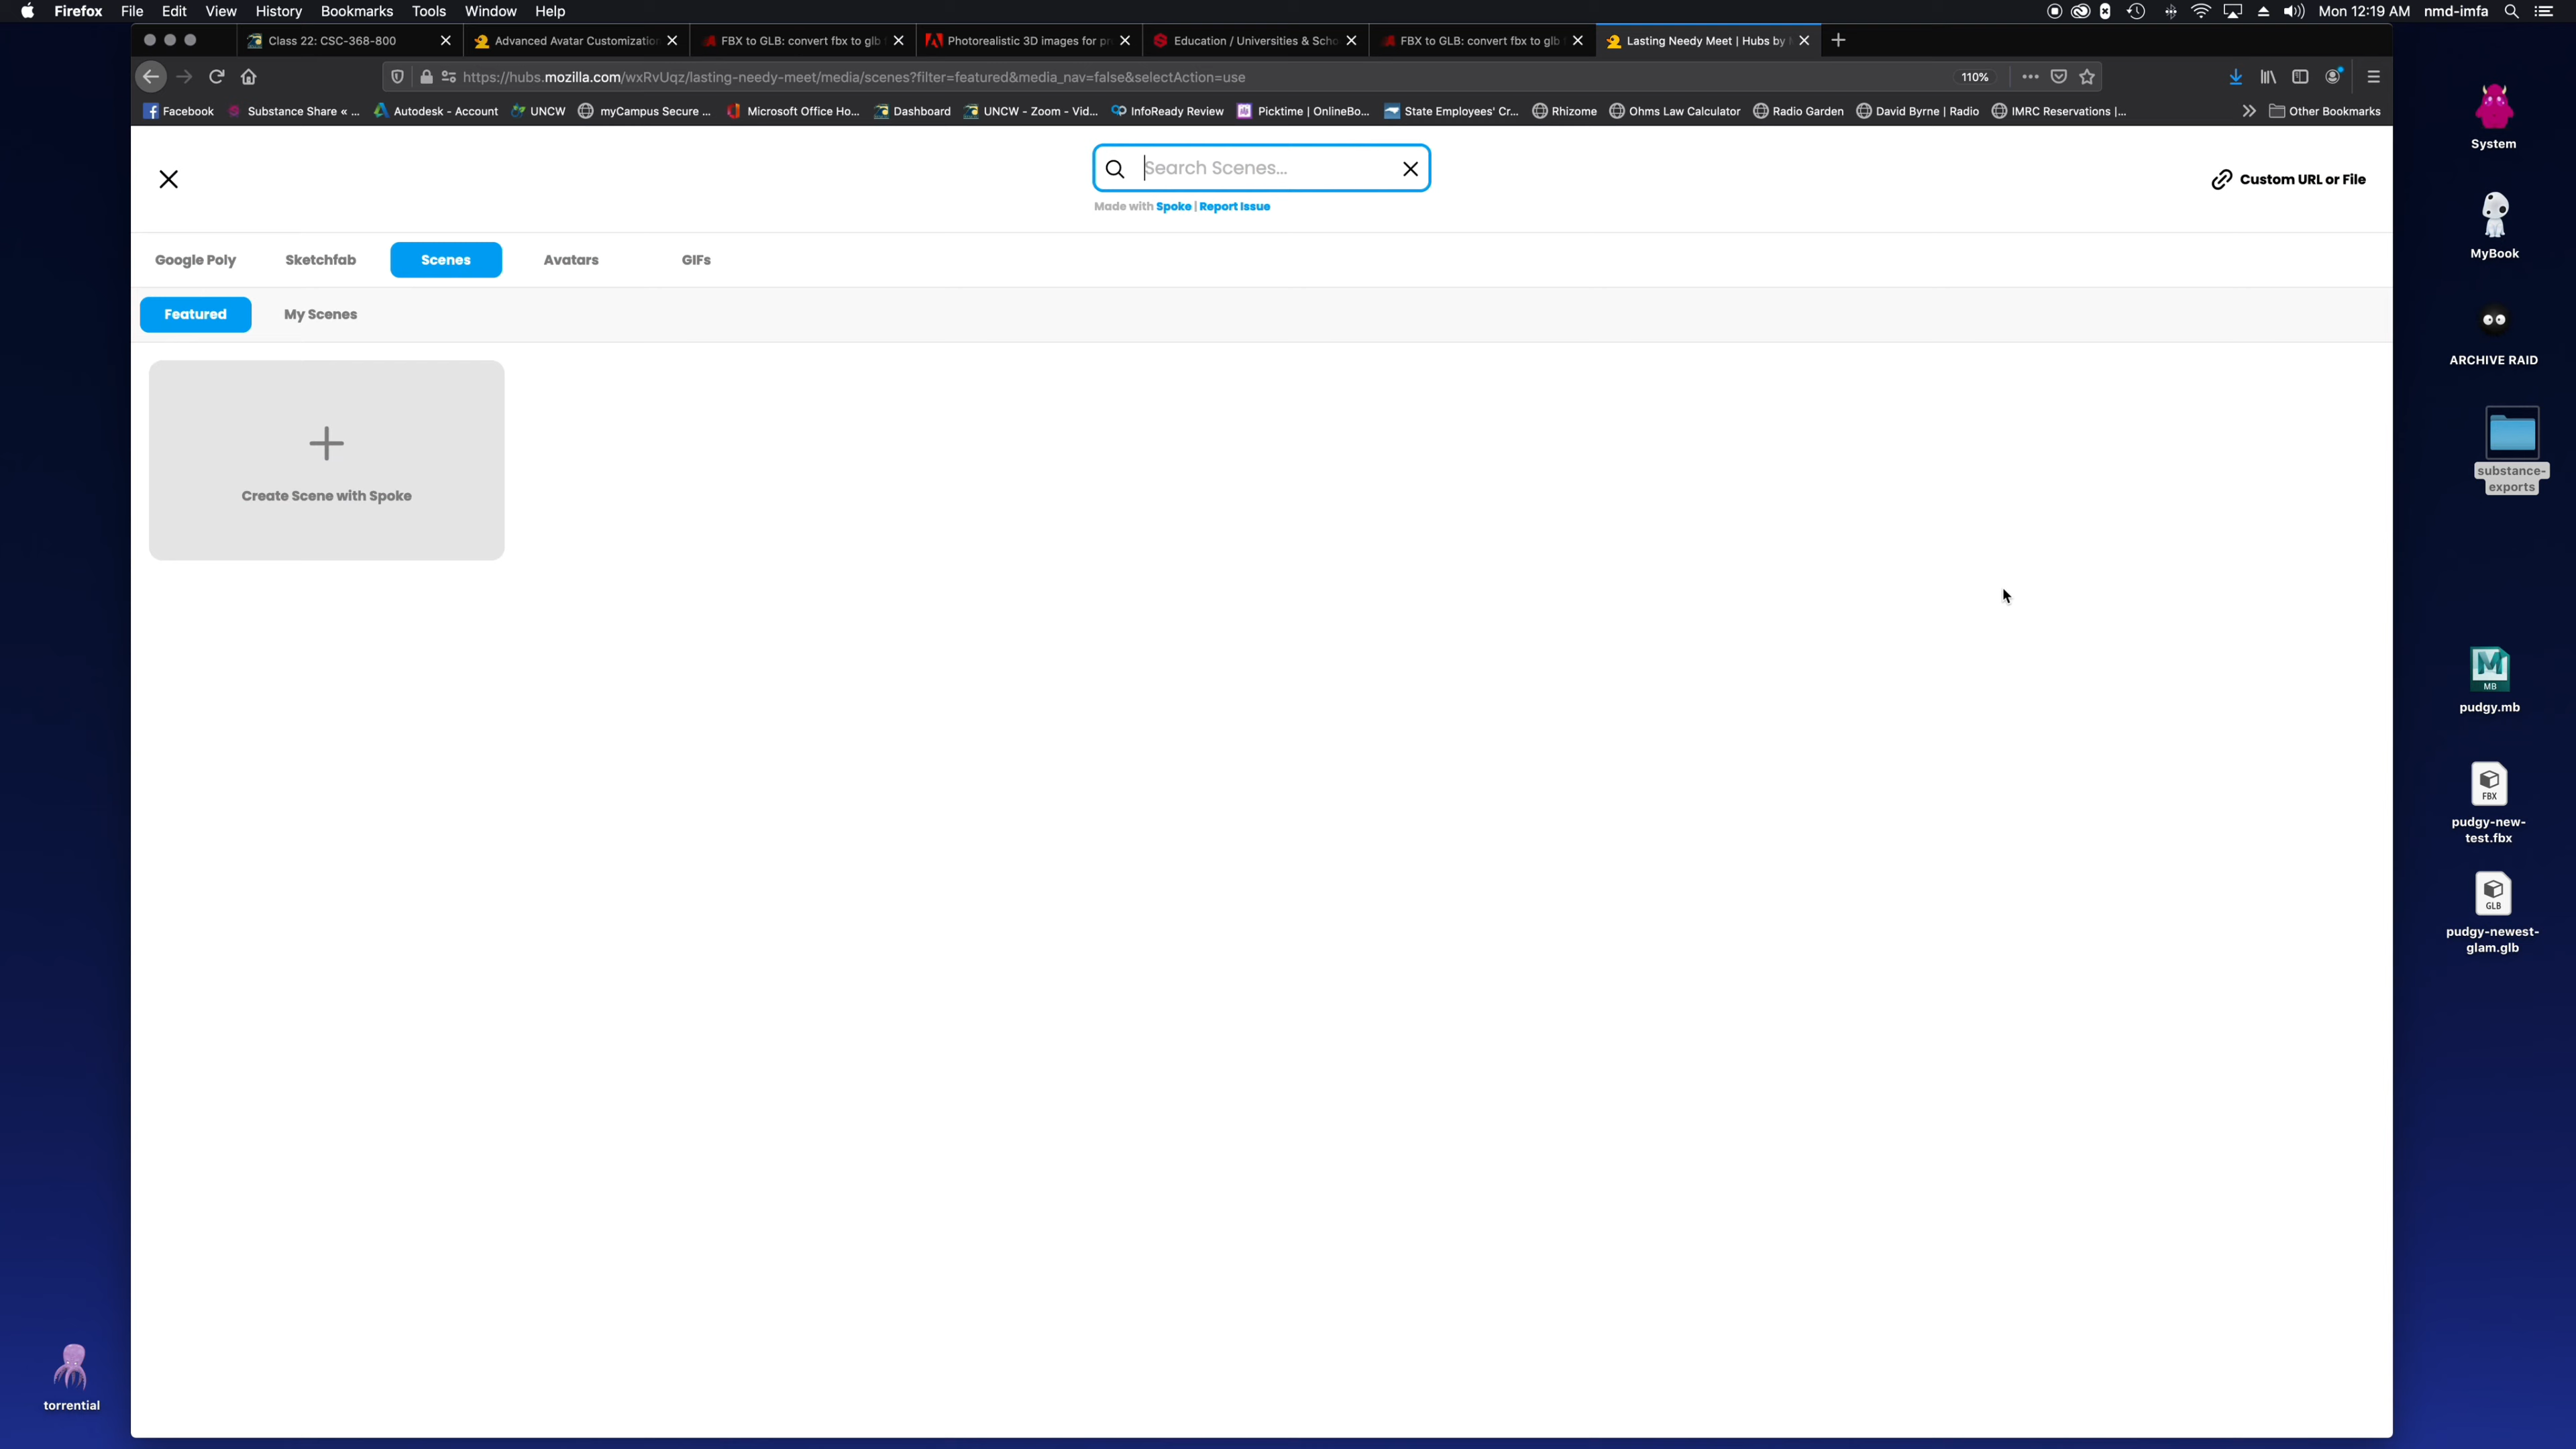 Firefox File Edit View History Bookmarks Tools Window Help Mon 12:19 AM nmd-imfa
Class 22: CSC-368-800 Advanced Avatar Customizatio FBX to GLB: convert fbx to glb Photorealistic 3D images for pr Education / Universities & Scho FBX to GLB: convert fbx to glb Lasting Needy Meet | Hubs by
https://hubs.mozilla.com/wxRvUqz/lasting-needy-meet/media/scenes?filter=featured&media_nav=false&selectAction=use 110%
Facebook Substance Share « ... Autodesk - Account UNCW myCampus Secure ... Microsoft Office Ho... Dashboard UNCW - Zoom - Vid... InfoReady Review Picktime | OnlineBo... State Employees' Cr... Rhizome Ohms Law Calculator Radio Garden David Byrne | Radio IMRC Reservations |... Other Bookmarks
Search Scenes...
Custom URL or File
Made with Spoke | Report Issue
Google Poly Sketchfab Scenes Avatars GIFs
Featured My Scenes
Create Scene with Spoke
System
MyBook
ARCHIVE RAID
substance-
exports
MB
pudgy.mb
FBX
pudgy-new-
test.fbx
GLB
pudgy-newest-
glam.glb
torrential